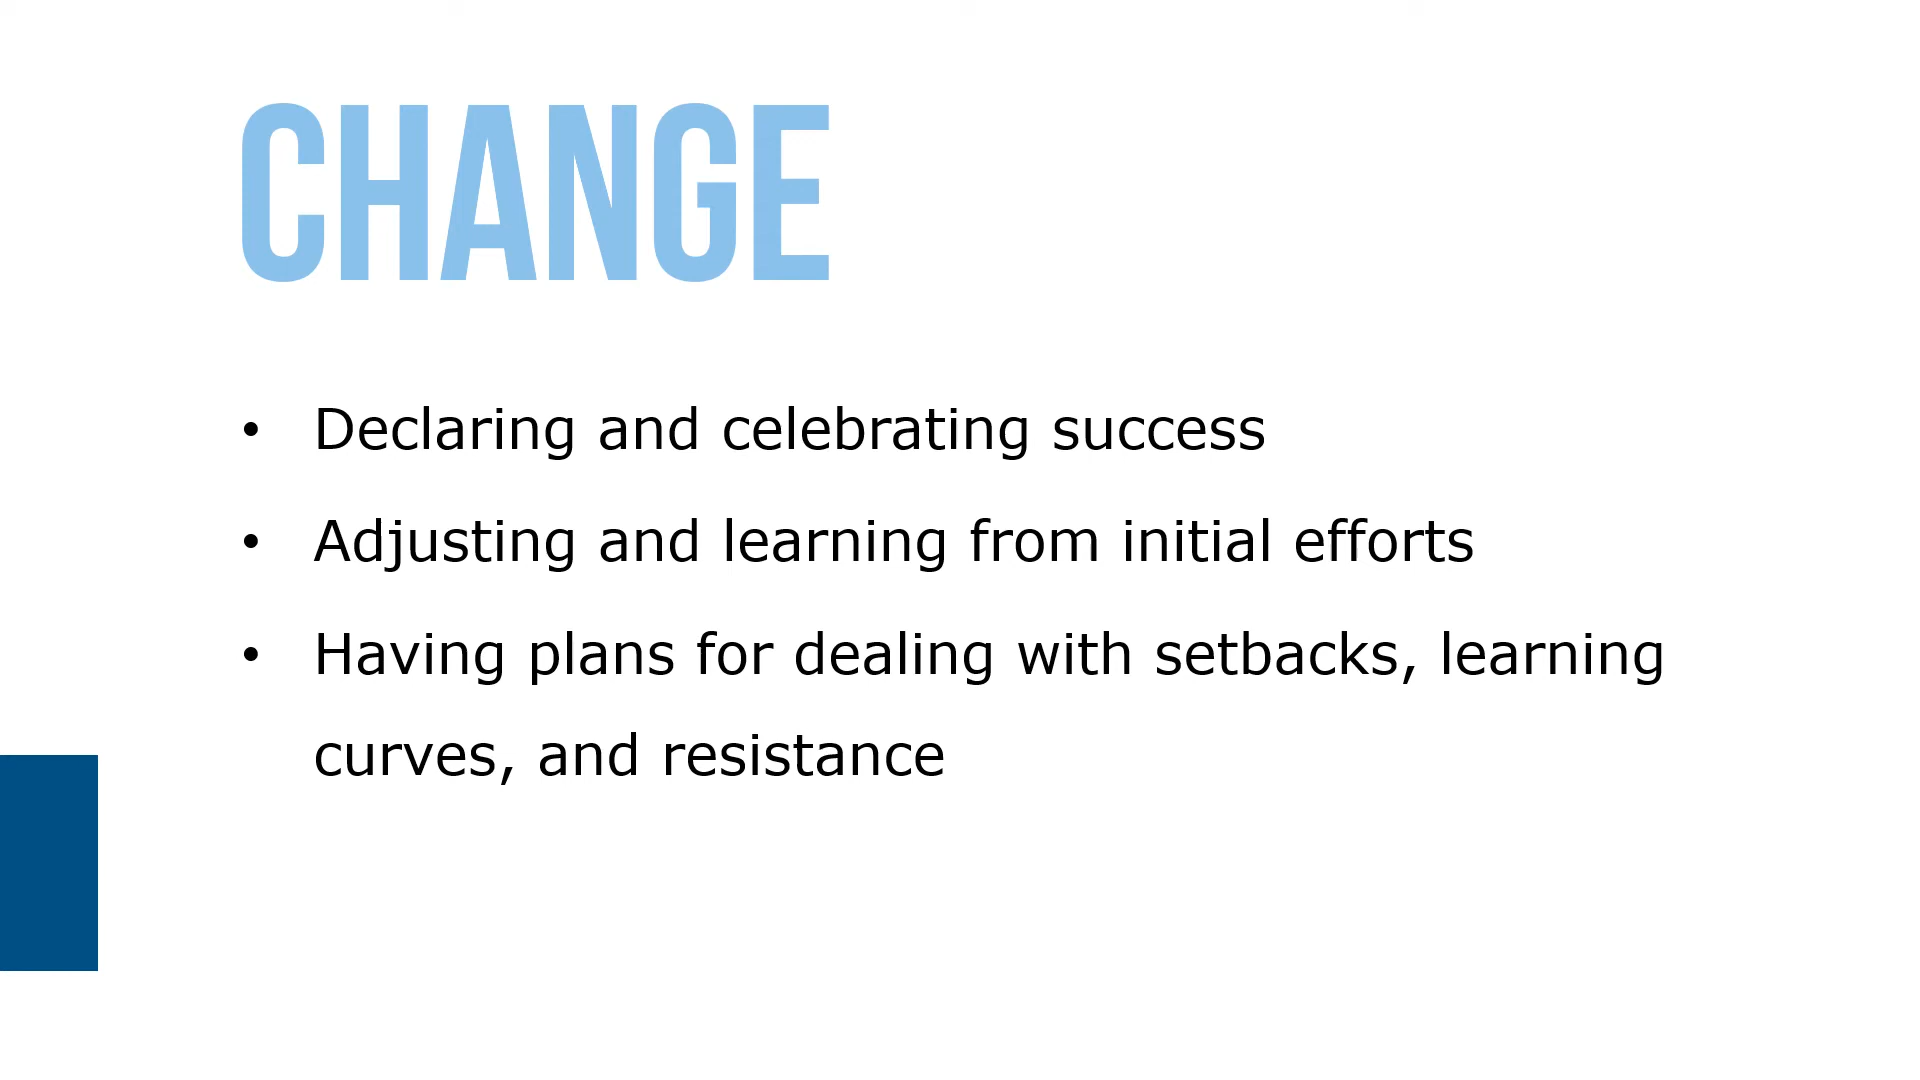 CHANGE
• Declaring and celebrating success
• Adjusting and learning from initial efforts
• Having plans for dealing with setbacks, learning
curves, and resistance